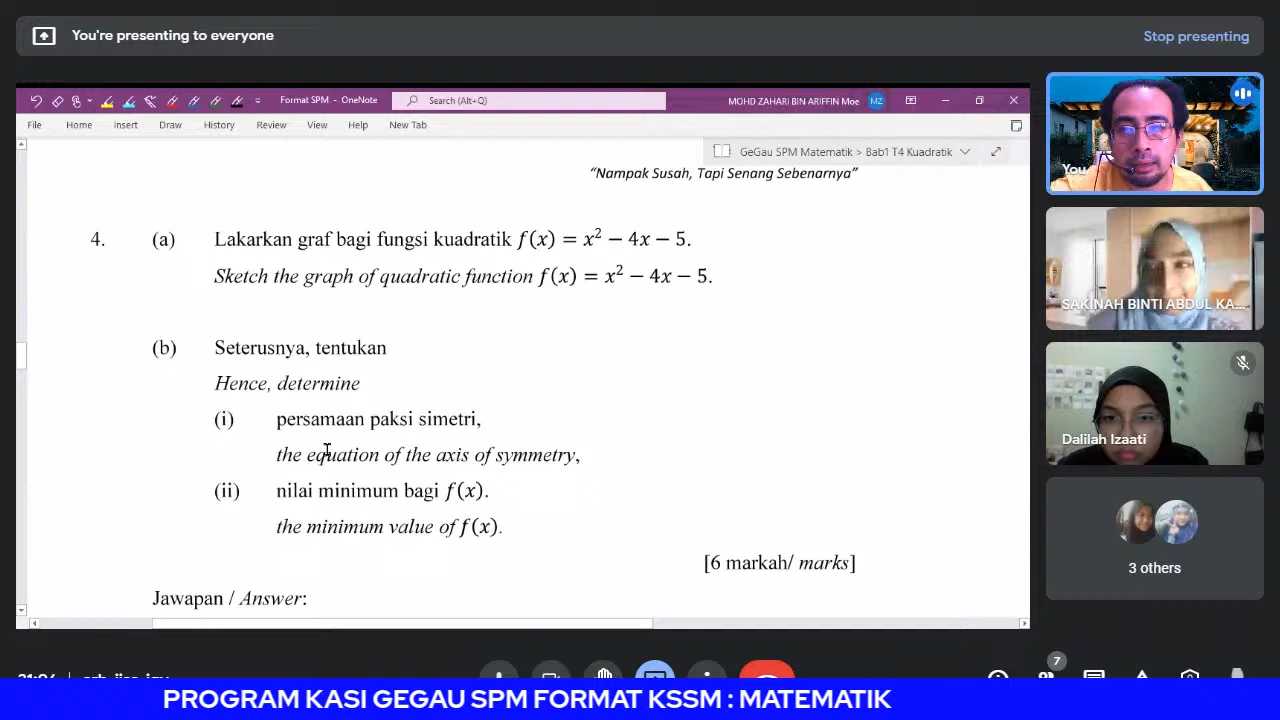 You're presenting to everyone
Stop presenting
Format SPM - OneNote
Search (Alt+Q)
MOHD ZAHARI BIN ARIFFIN Moe
MZ
File Home Insert Draw History Review View Help New Tab
GeGau SPM Matematik > Bab1 T4 Kuadratik
“Nampak Susah, Tapi Senang Sebenarnya”
4. (a) Lakarkan graf bagi fungsi kuadratik f(x) = x² − 4x − 5.
Sketch the graph of quadratic function f(x) = x² − 4x − 5.
(b) Seterusnya, tentukan
Hence, determine
(i) persamaan paksi simetri,
the equation of the axis of symmetry,
(ii) nilai minimum bagi f(x).
the minimum value of f(x).
[6 markah/ marks]
Jawapan / Answer:
You
SAKINAH BINTI ABDUL KA...
Dalilah Izaati
3 others
7
PROGRAM KASI GEGAU SPM FORMAT KSSM : MATEMATIK